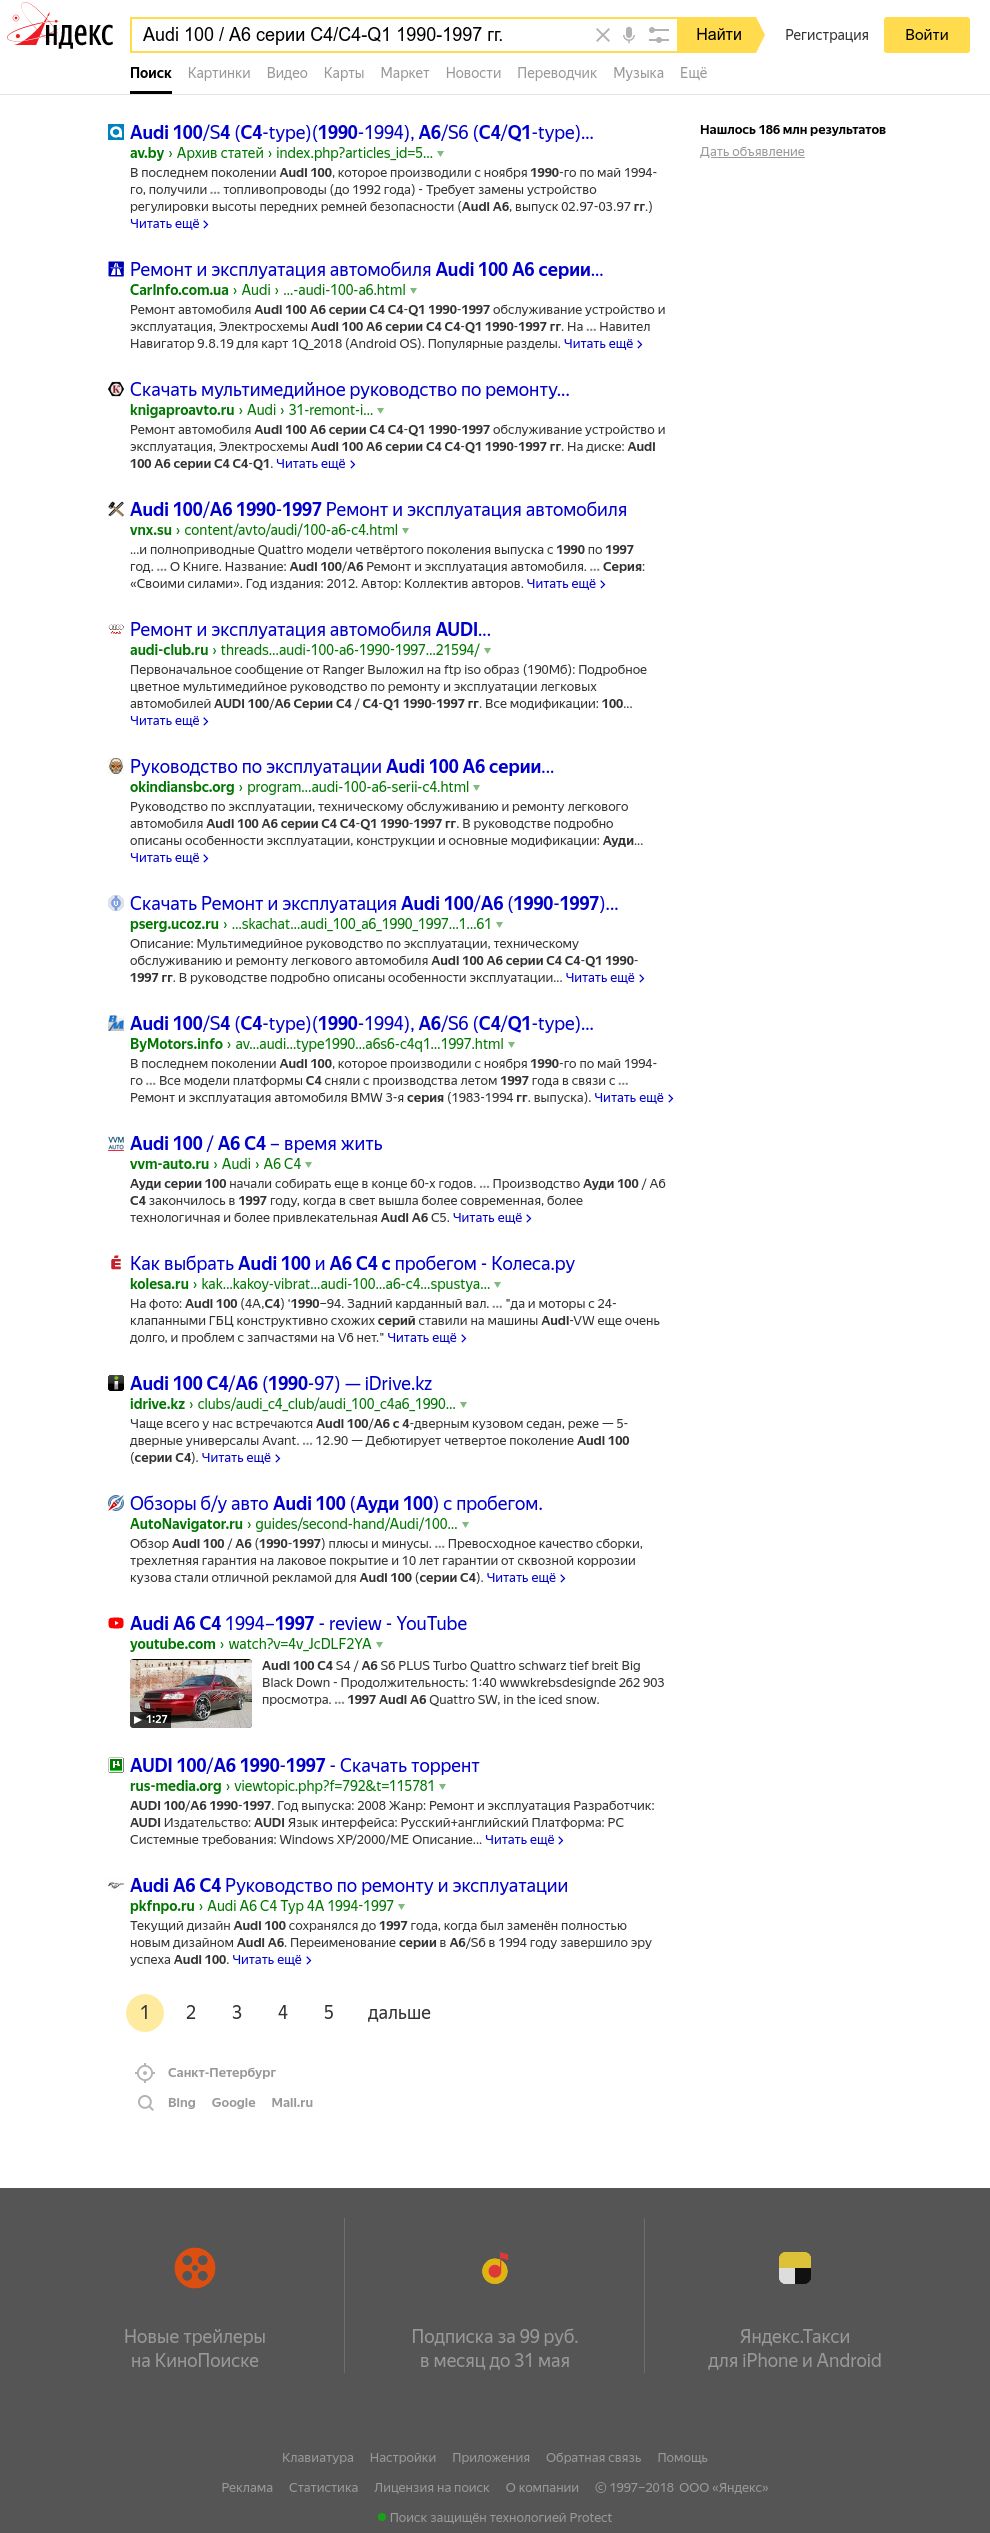 Яндекс
Audi 100 / A6 серии C4/C4-Q1 1990-1997 гг.
Найти
Регистрация
Войти
Поиск Картинки Видео Карты Маркет Новости Переводчик Музыка Ещё
Нашлось 186 млн результатов
Дать объявление
Audi 100/S4 (C4-type)(1990-1994), A6/S6 (C4/Q1-type)...
av.by › Архив статей › index.php?articles_id=5...
В последнем поколении Audi 100, которое производили с ноября 1990-го по май 1994-
го, получили ... топливопроводы (до 1992 года) - Требует замены устройство
регулировки высоты передних ремней безопасности (Audi A6, выпуск 02.97-03.97 гг.)
Читать ещё
Ремонт и эксплуатация автомобиля Audi 100 A6 серии...
CarInfo.com.ua › Audi › ...-audi-100-a6.html
Ремонт автомобиля Audi 100 A6 серии C4 C4-Q1 1990-1997 обслуживание устройство и
эксплуатация, Электросхемы Audi 100 A6 серии C4 C4-Q1 1990-1997 гг. На ... Навител
Навигатор 9.8.19 для карт 1Q_2018 (Android OS). Популярные разделы. Читать ещё
Скачать мультимедийное руководство по ремонту...
knigaproavto.ru › Audi › 31-remont-i...
Ремонт автомобиля Audi 100 A6 серии C4 C4-Q1 1990-1997 обслуживание устройство и
эксплуатация, Электросхемы Audi 100 A6 серии C4 C4-Q1 1990-1997 гг. На диске: Audi
100 A6 серии C4 C4-Q1. Читать ещё
Audi 100/A6 1990-1997 Ремонт и эксплуатация автомобиля
vnx.su › content/avto/audi/100-a6-c4.html
...и полноприводные Quattro модели четвёртого поколения выпуска с 1990 по 1997
год. ... О Книге. Название: Audi 100/A6 Ремонт и эксплуатация автомобиля. ... Серия:
«Своими силами». Год издания: 2012. Автор: Коллектив авторов. Читать ещё
Ремонт и эксплуатация автомобиля AUDI...
audi-club.ru › threads...audi-100-a6-1990-1997...21594/
Первоначальное сообщение от Ranger Выложил на ftp iso образ (190Мб): Подробное
цветное мультимедийное руководство по ремонту и эксплуатации легковых
автомобилей AUDI 100/A6 Серии C4 / C4-Q1 1990-1997 гг. Все модификации: 100...
Читать ещё
Руководство по эксплуатации Audi 100 A6 серии...
okindiansbc.org › program...audi-100-a6-serii-c4.html
Руководство по эксплуатации, техническому обслуживанию и ремонту легкового
автомобиля Audi 100 A6 серии C4 C4-Q1 1990-1997 гг. В руководстве подробно
описаны особенности эксплуатации, конструкции и основные модификации: Ауди...
Читать ещё
Скачать Ремонт и эксплуатация Audi 100/A6 (1990-1997)...
pserg.ucoz.ru › ...skachat...audi_100_a6_1990_1997...1...61
Описание: Мультимедийное руководство по эксплуатации, техническому
обслуживанию и ремонту легкового автомобиля Audi 100 A6 серии C4 C4-Q1 1990-
1997 гг. В руководстве подробно описаны особенности эксплуатации... Читать ещё
Audi 100/S4 (C4-type)(1990-1994), A6/S6 (C4/Q1-type)...
ByMotors.info › av...audi...type1990...a6s6-c4q1...1997.html
В последнем поколении Audi 100, которое производили с ноября 1990-го по май 1994-
го ... Все модели платформы C4 сняли с производства летом 1997 года в связи с ...
Ремонт и эксплуатация автомобиля BMW 3-я серия (1983-1994 гг. выпуска). Читать ещё
VVM AUTO
Audi 100 / A6 C4 – время жить
vvm-auto.ru › Audi › A6 C4
Ауди серии 100 начали собирать еще в конце 60-х годов. ... Производство Ауди 100 / А6
С4 закончилось в 1997 году, когда в свет вышла более современная, более
технологичная и более привлекательная Audi A6 C5. Читать ещё
Как выбрать Audi 100 и A6 C4 с пробегом - Колеса.ру
kolesa.ru › kak...kakoy-vibrat...audi-100...a6-c4...spustya...
На фото: Audi 100 (4A,C4) '1990–94. Задний карданный вал. ... "да и моторы с 24-
клапанными ГБЦ конструктивно схожих серий ставили на машины Audi-VW еще очень
долго, и проблем с запчастями на V6 нет." Читать ещё
Audi 100 C4/A6 (1990-97) — iDrive.kz
idrive.kz › clubs/audi_c4_club/audi_100_c4a6_1990...
Чаще всего у нас встречаются Audi 100/A6 с 4-дверным кузовом седан, реже — 5-
дверные универсалы Avant. ... 12.90 — Дебютирует четвертое поколение Audi 100
(серии C4). Читать ещё
Обзоры б/у авто Audi 100 (Ауди 100) с пробегом.
AutoNavigator.ru › guides/second-hand/Audi/100...
Обзор Audi 100 / A6 (1990-1997) плюсы и минусы. ... Превосходное качество сборки,
трехлетняя гарантия на лаковое покрытие и 10 лет гарантии от сквозной коррозии
кузова стали отличной рекламой для Audi 100 (серии C4). Читать ещё
Audi A6 C4 1994–1997 - review - YouTube
youtube.com › watch?v=4v_JcDLF2YA
1:27
Audi 100 C4 S4 / A6 S6 PLUS Turbo Quattro schwarz tief breit Big
Black Down - Продолжительность: 1:40 wwwkrebsdesignde 262 903
просмотра. ... 1997 Audi A6 Quattro SW, in the iced snow.
AUDI 100/A6 1990-1997 - Скачать торрент
rus-media.org › viewtopic.php?f=792&t=115781
AUDI 100/A6 1990-1997. Год выпуска: 2008 Жанр: Ремонт и эксплуатация Разработчик:
AUDI Издательство: AUDI Язык интерфейса: Русский+английский Платформа: PC
Системные требования: Windows XP/2000/ME Описание... Читать ещё
Audi A6 C4 Руководство по ремонту и эксплуатации
pkfnpo.ru › Audi A6 C4 Typ 4A 1994-1997
Текущий дизайн Audi 100 сохранялся до 1997 года, когда был заменён полностью
новым дизайном Audi A6. Переименование серии в A6/S6 в 1994 году завершило эру
успеха Audi 100. Читать ещё
1 2 3 4 5 дальше
Санкт-Петербург
Bing Google Mail.ru
Новые трейлеры
на КиноПоиске
Подписка за 99 руб.
в месяц до 31 мая
Яндекс.Такси
для iPhone и Android
Клавиатура Настройки Приложения Обратная связь Помощь
Реклама Статистика Лицензия на поиск О компании © 1997–2018 ООО «Яндекс»
Поиск защищён технологией Protect